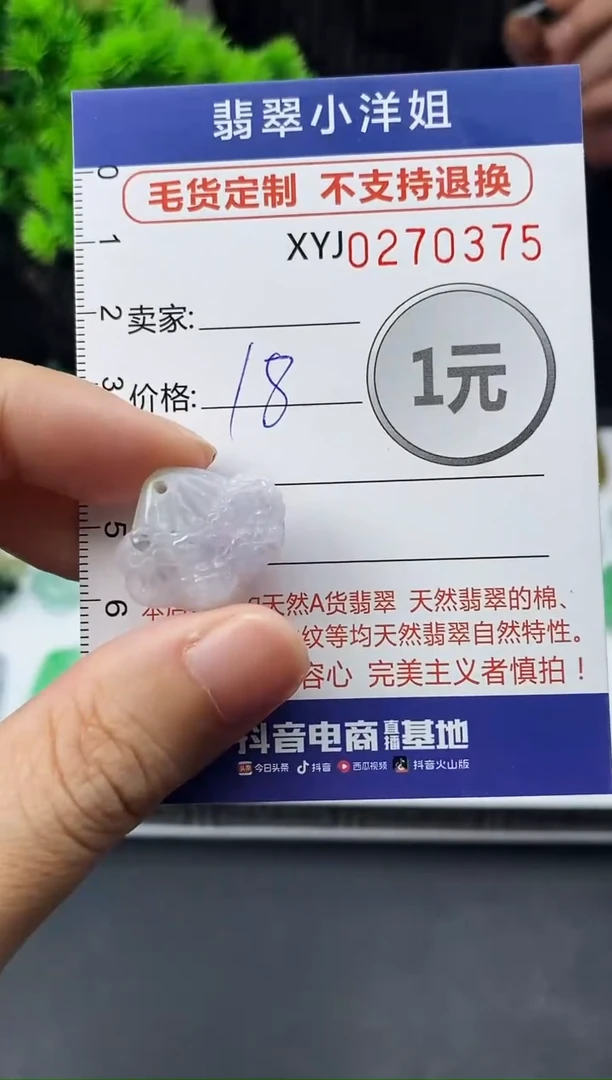 翡翠小洋姐
毛货定制 不支持退换
XYJ0270375
0
1
2
卖家:
3
价格: 18
1元
5
6
天然A货翡翠 天然翡翠的棉、
纹等均天然翡翠自然特性。
容心 完美主义者慎拍!
抖音电商直播基地
头条 今日头条 抖音 西瓜视频 抖音火山版